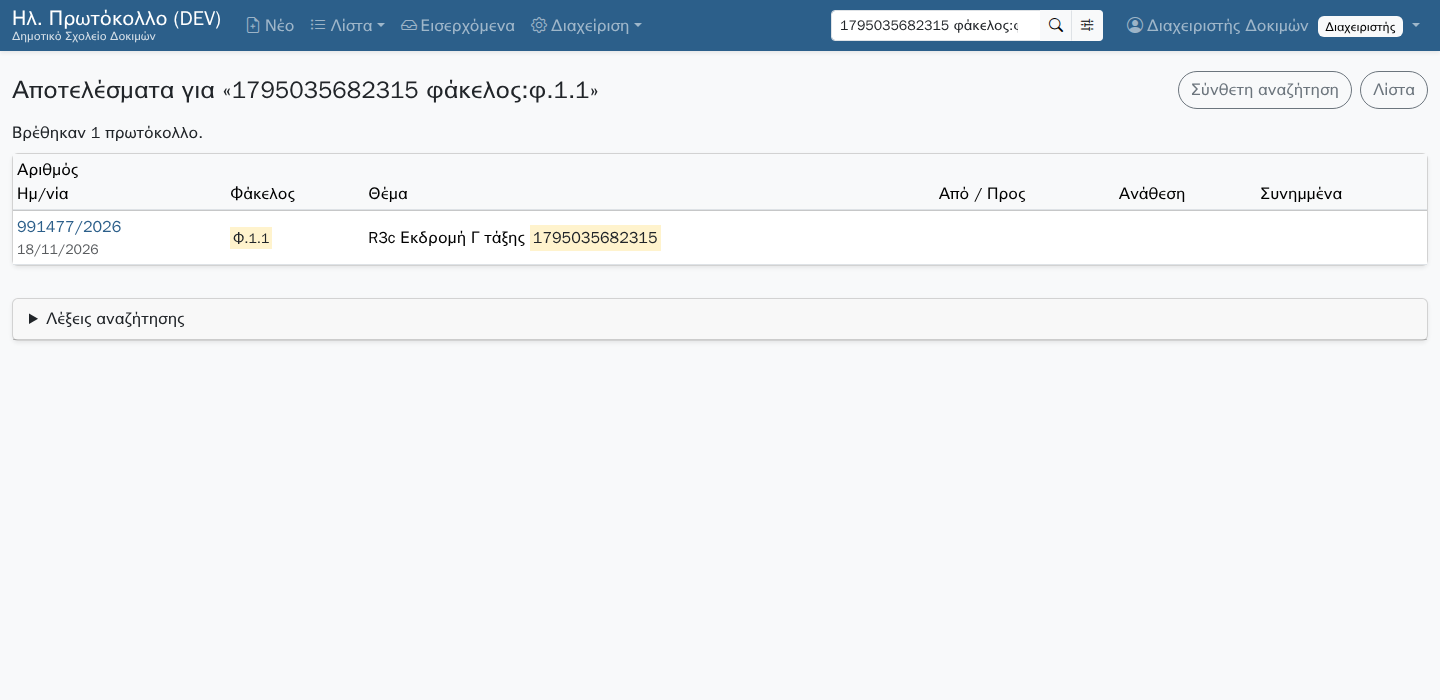 Ηλ. Πρωτόκολλο (DEV)
Δημοτικό Σχολείο Δοκιμών
Νέο
Λίστα
Εισερχόμενα
Διαχείριση
1795035682315 φάκελος:φ
Διαχειριστής Δοκιμών
Διαχειριστής
Αποτελέσματα για «1795035682315 φάκελος:φ.1.1»
Σύνθετη αναζήτηση
Λίστα
Βρέθηκαν 1 πρωτόκολλο.
Αριθμός
Ημ/νία Φάκελος Θέμα Από / Προς Ανάθεση Συνημμένα
991477/2026
18/11/2026
Φ.1.1
R3c Εκδρομή Γ τάξης 1795035682315
Λέξεις αναζήτησης